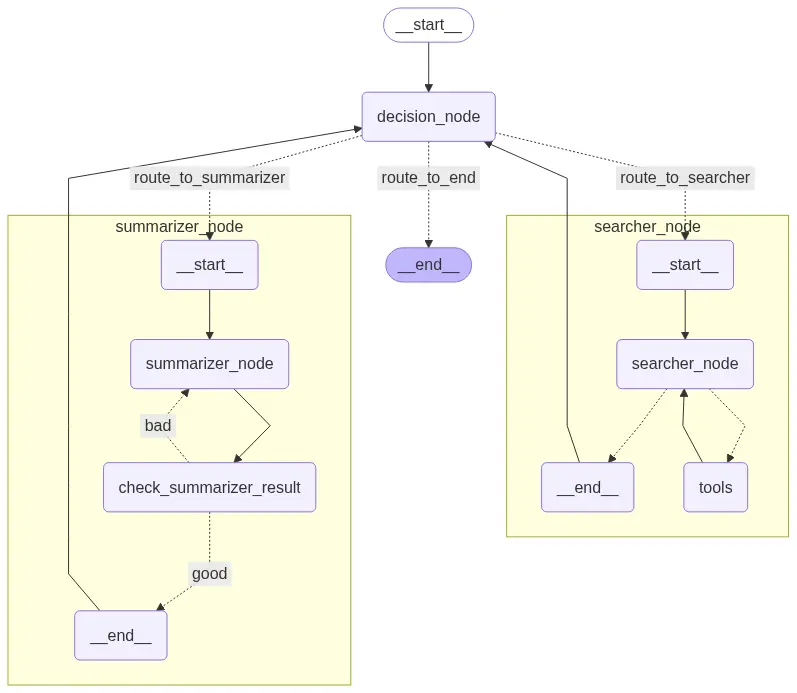 __start__
decision_node
route_to_summarizer
route_to_end
route_to_searcher
summarizer_node
__start__
summarizer_node
bad
check_summarizer_result
good
__end__
__end__
searcher_node
__start__
searcher_node
__end__
tools